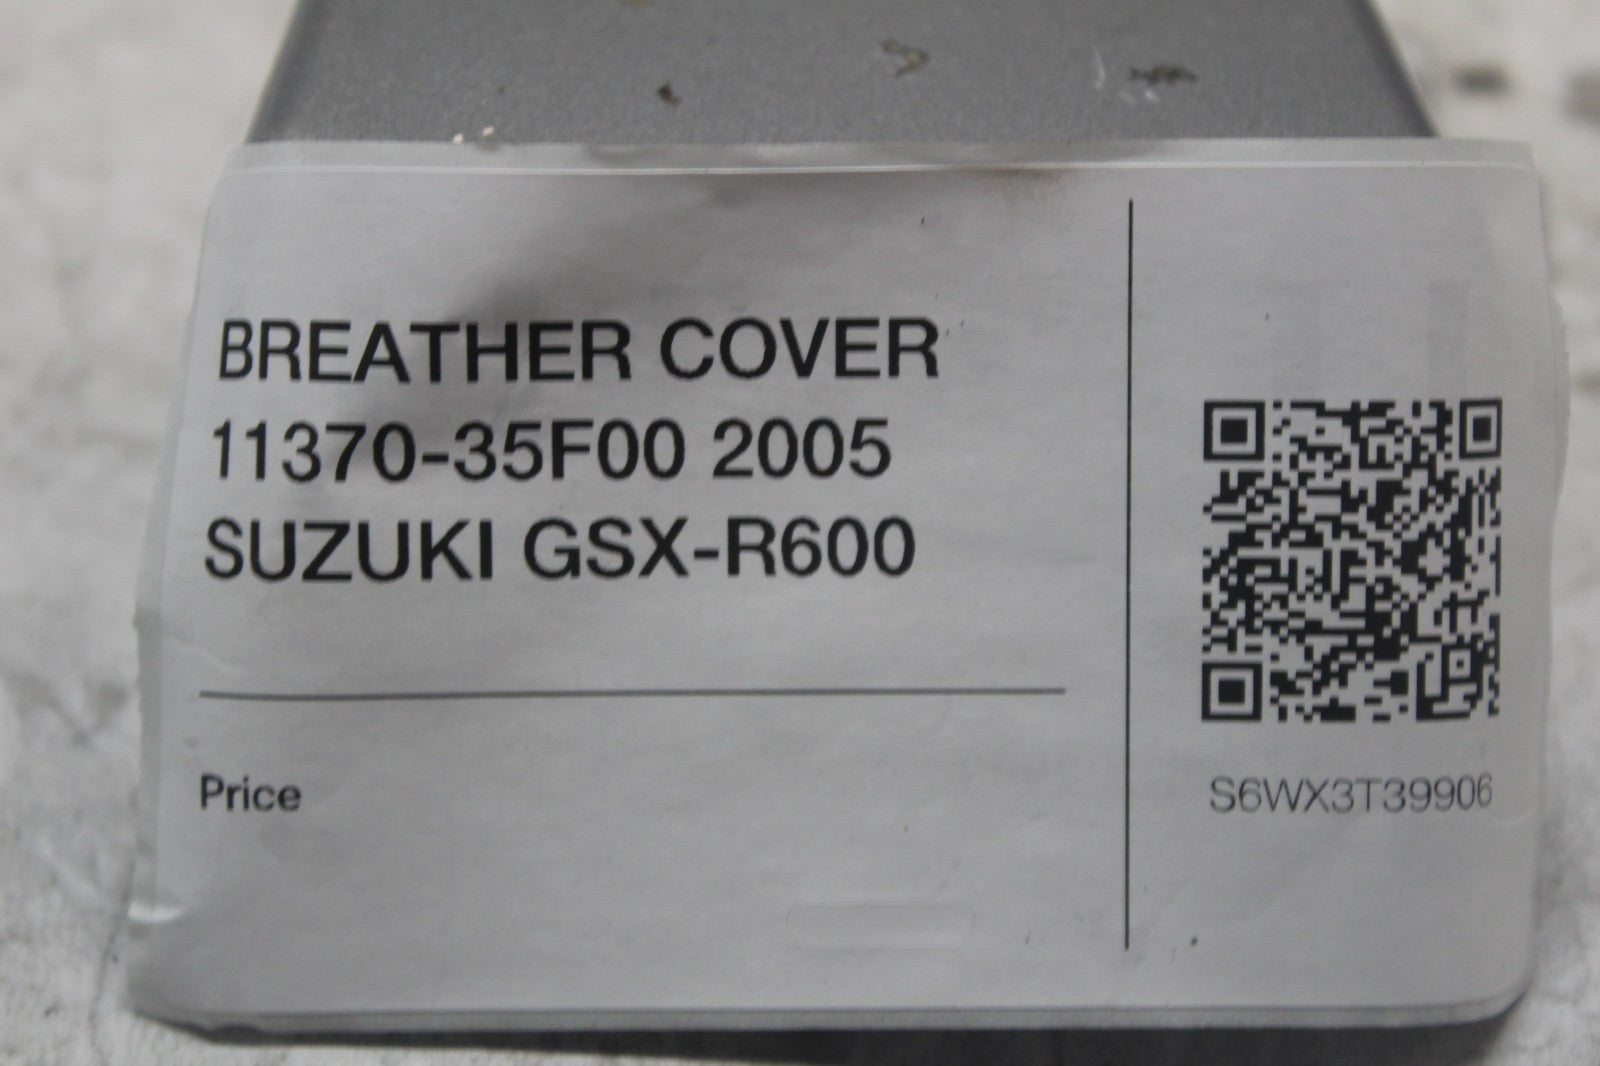 BREATHER COVER
11370-35F00 2005
SUZUKI GSX-R600
Price
S6WX3T39906